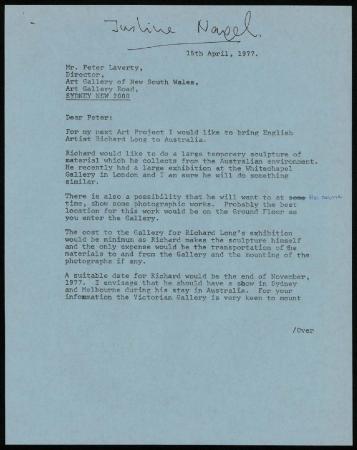 Justine Nagel.
15th April, 1977.
Mr. Peter Laverty,
Director,
Art Gallery of New South Wales,
Art Gallery Road,
SYDNEY NSW 2000
Dear Peter:
For my next Art Project I would like to bring English
Artist Richard Long to Australia.
Richard would like to do a large temporary sculpture of
material which he collects from the Australian environment.
He recently had a large exhibition at the Whitechapel
Gallery in London and I am sure he will do something
similar.
There is also a possibility that he will want to at some the same
time, show some photographic works. Probably the best
location for this work would be on the Ground Floor as
you enter the Gallery.
The cost to the Gallery for Richard Long's exhibition
would be minimum as Richard makes the sculpture himself
and the only expense would be the transportation of the
materials to and from the Gallery and the mounting of the
photographs if any.
A suitable date for Richard would be the end of November,
1977. I envisage that he should have a show in Sydney
and Melbourne during his stay in Australia. For your
information the Victorian Gallery is very keen to mount
/Over